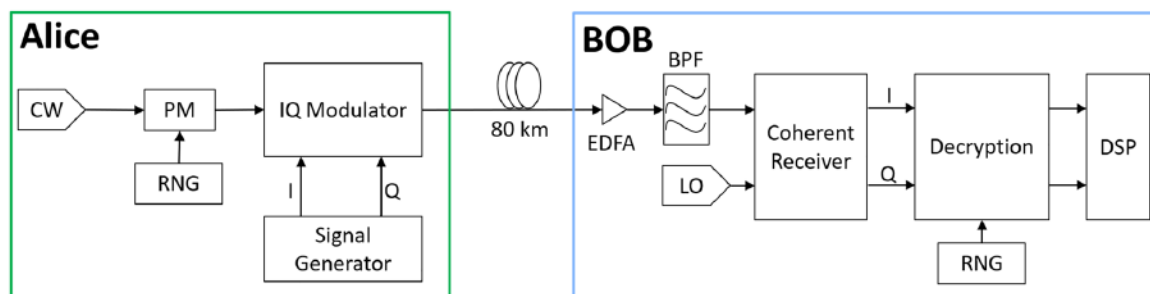 Alice
CW
PM
IQ Modulator
RNG
I
Q
Signal
Generator
80 km
BOB
EDFA
BPF
LO
Coherent
Receiver
I
Q
Decryption
RNG
DSP